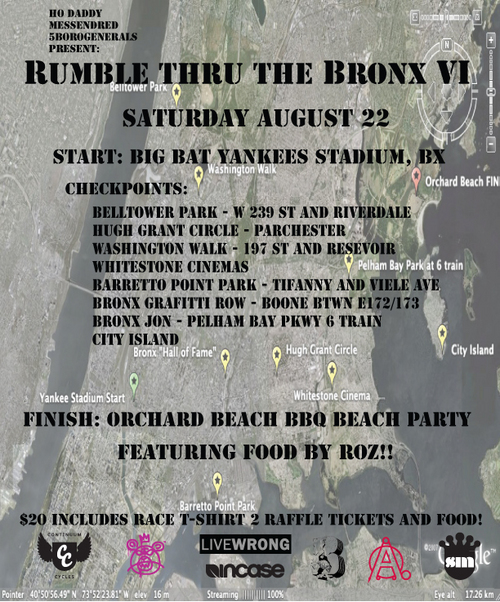 HO DADDY
MESSENDRED
5BOROGENERALS
PRESENT:
RUMBLE THRU THE BRONX VI
Belltower Park
SATURDAY AUGUST 22
START: BIG BAT YANKEES STADIUM, BX
Washington Walk
CHECKPOINTS:
Orchard Beach FIN
BELLTOWER PARK - W 239 ST AND RIVERDALE
HUGH GRANT CIRCLE - PARCHESTER
WASHINGTON WALK - 197 ST AND RESEVOIR
WHITESTONE CINEMAS
Pelham Bay Park at 6 train
BARRETTO POINT PARK - TIFANNY AND VIELE AVE
BRONX GRAFITTI ROW - BOONE BTWN E172/173
BRONX JON - PELHAM BAY PKWY 6 TRAIN
CITY ISLAND
Bronx "Hall of Fame"
Hugh Grant Circle
City Island
Yankee Stadium Start
Whitestone Cinema
FINISH: ORCHARD BEACH BBQ BEACH PARTY
FEATURING FOOD BY ROZ!!
Barretto Point Park
$20 INCLUDES RACE T-SHIRT 2 RAFFLE TICKETS AND FOOD!
CONTINUUM
CC
CYCLES
LIVEWRONG
incase
Pointer 40°50'56.49" N 73°52'23.81" W elev 16 m Streaming 100% Eye alt 17.26 km